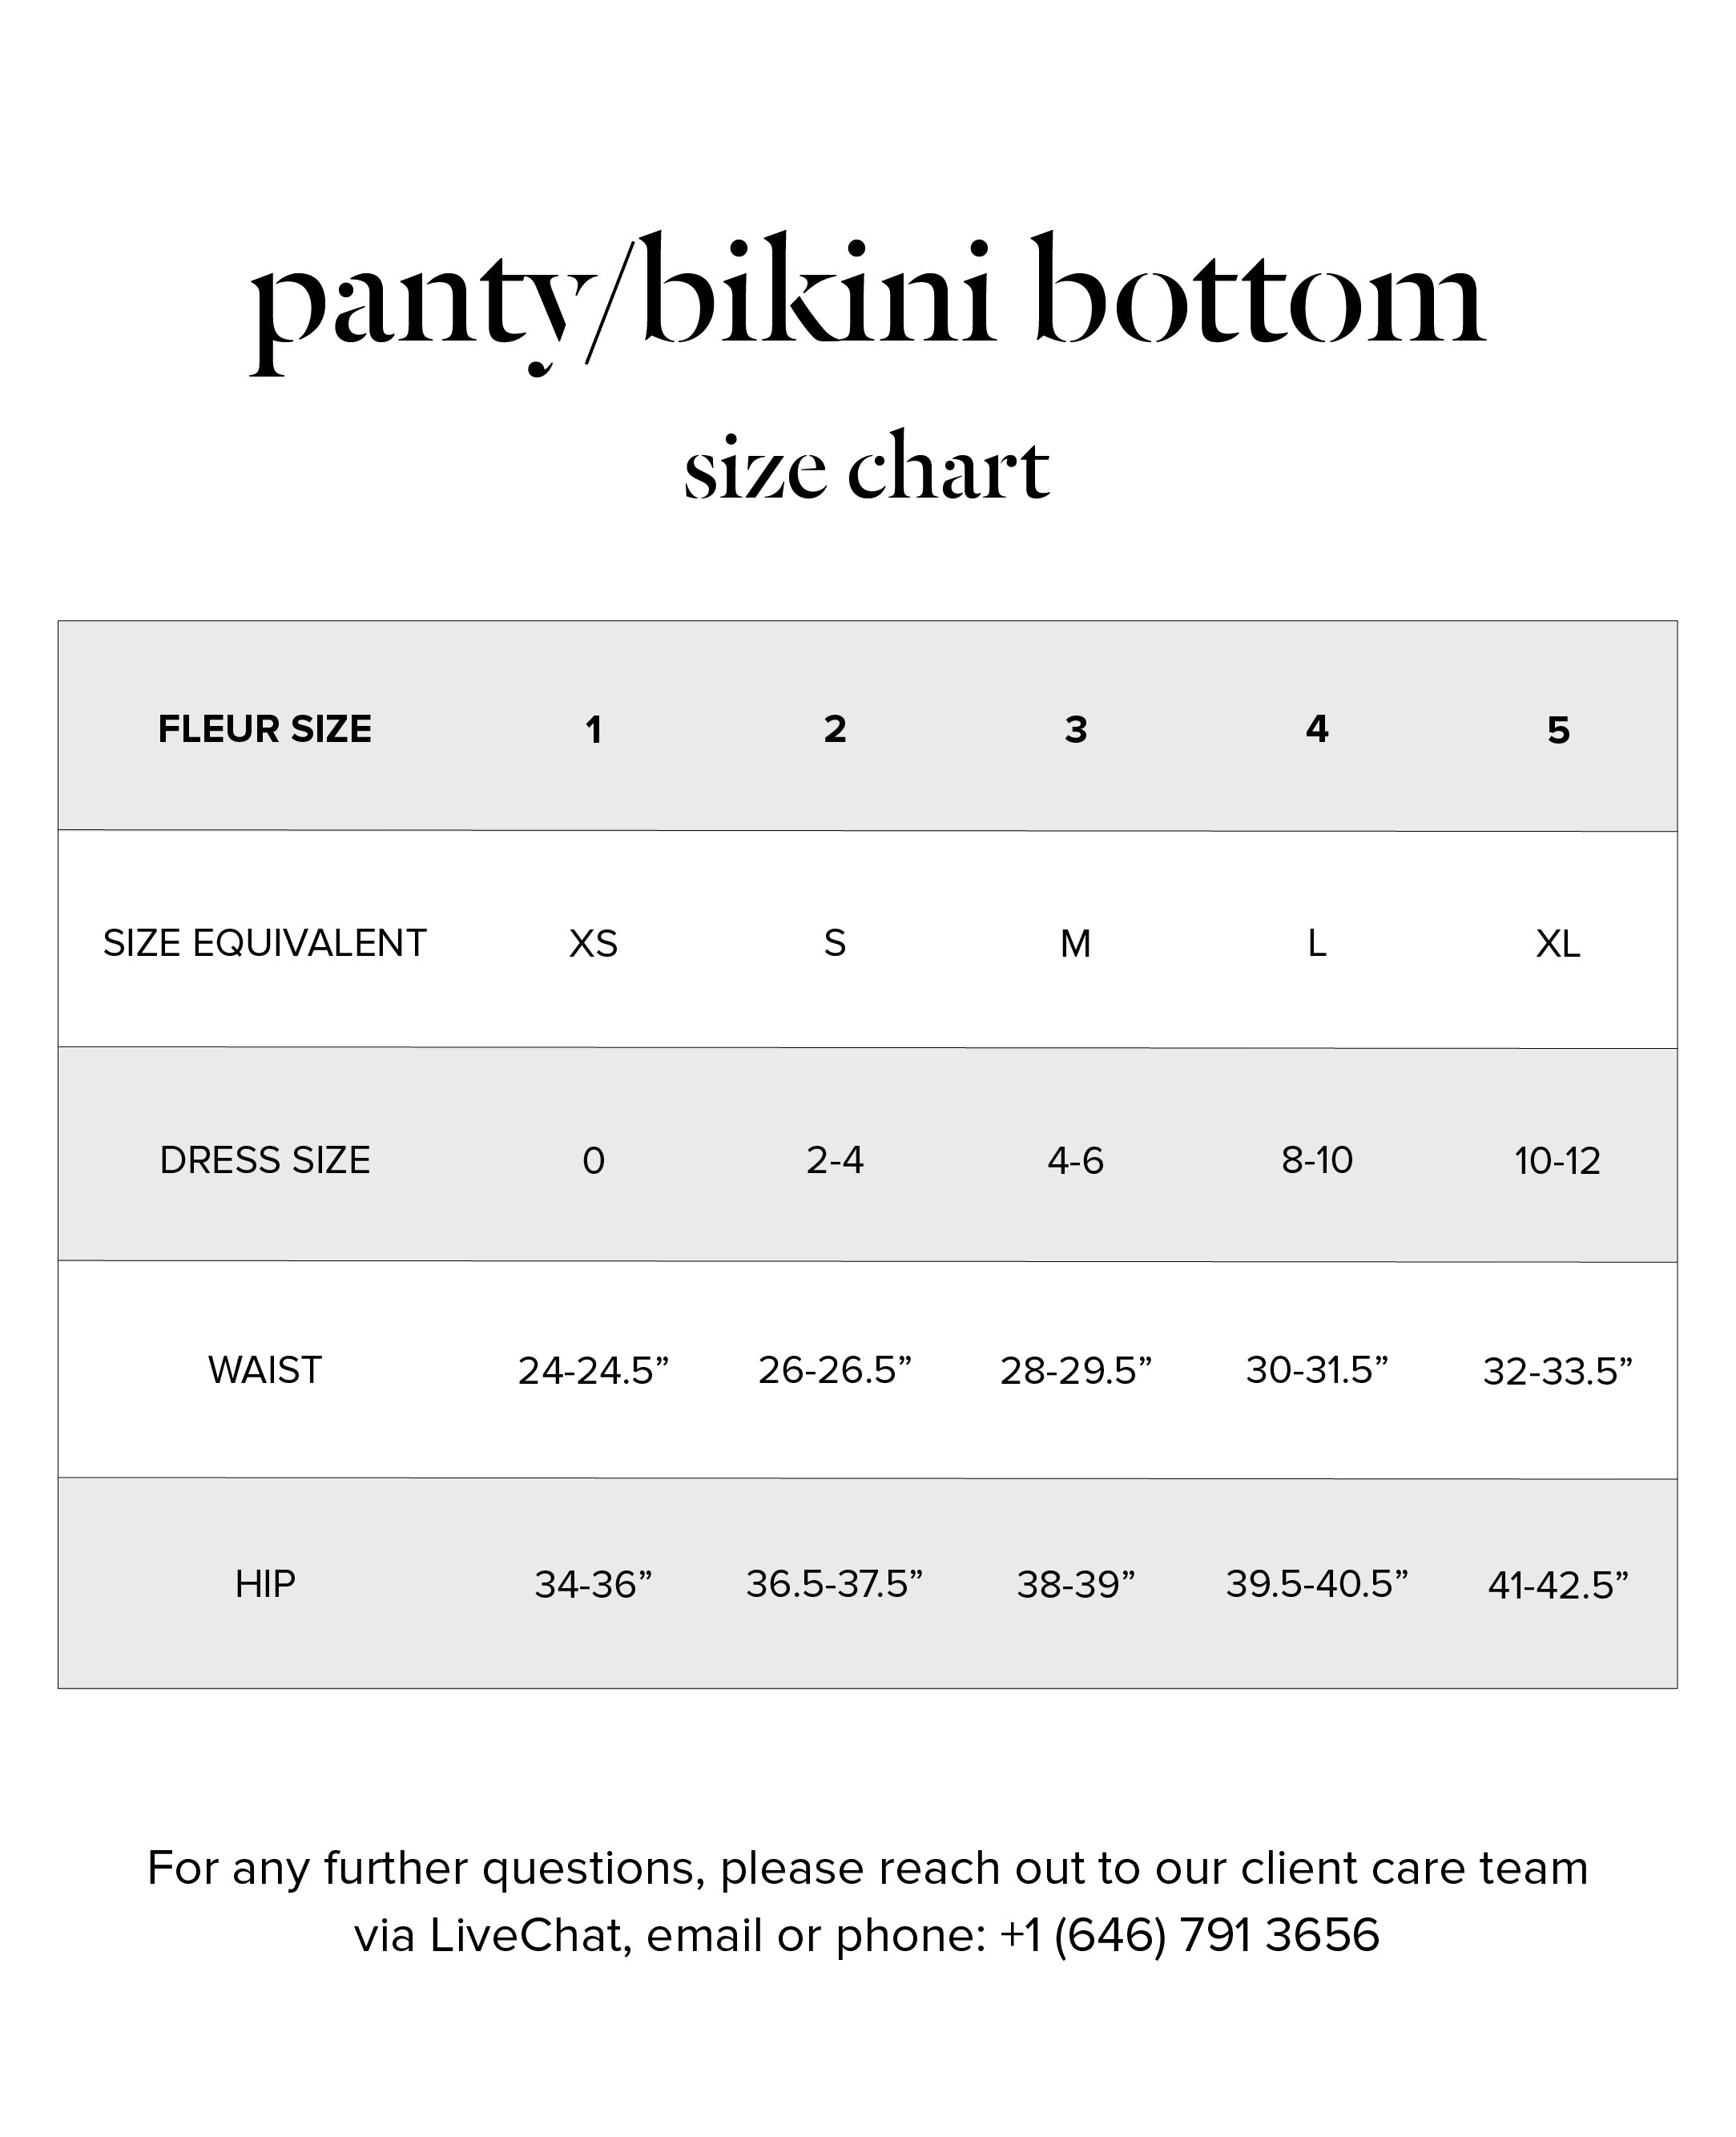 panty/bikini bottom
size chart
FLEUR SIZE 1 2 3 4 5
SIZE EQUIVALENT XS S M L XL
DRESS SIZE 0 2-4 4-6 8-10 10-12
WAIST 24-24.5” 26-26.5” 28-29.5” 30-31.5” 32-33.5”
HIP 34-36” 36.5-37.5” 38-39” 39.5-40.5” 41-42.5”
For any further questions, please reach out to our client care team
via LiveChat, email or phone: +1 (646) 791 3656